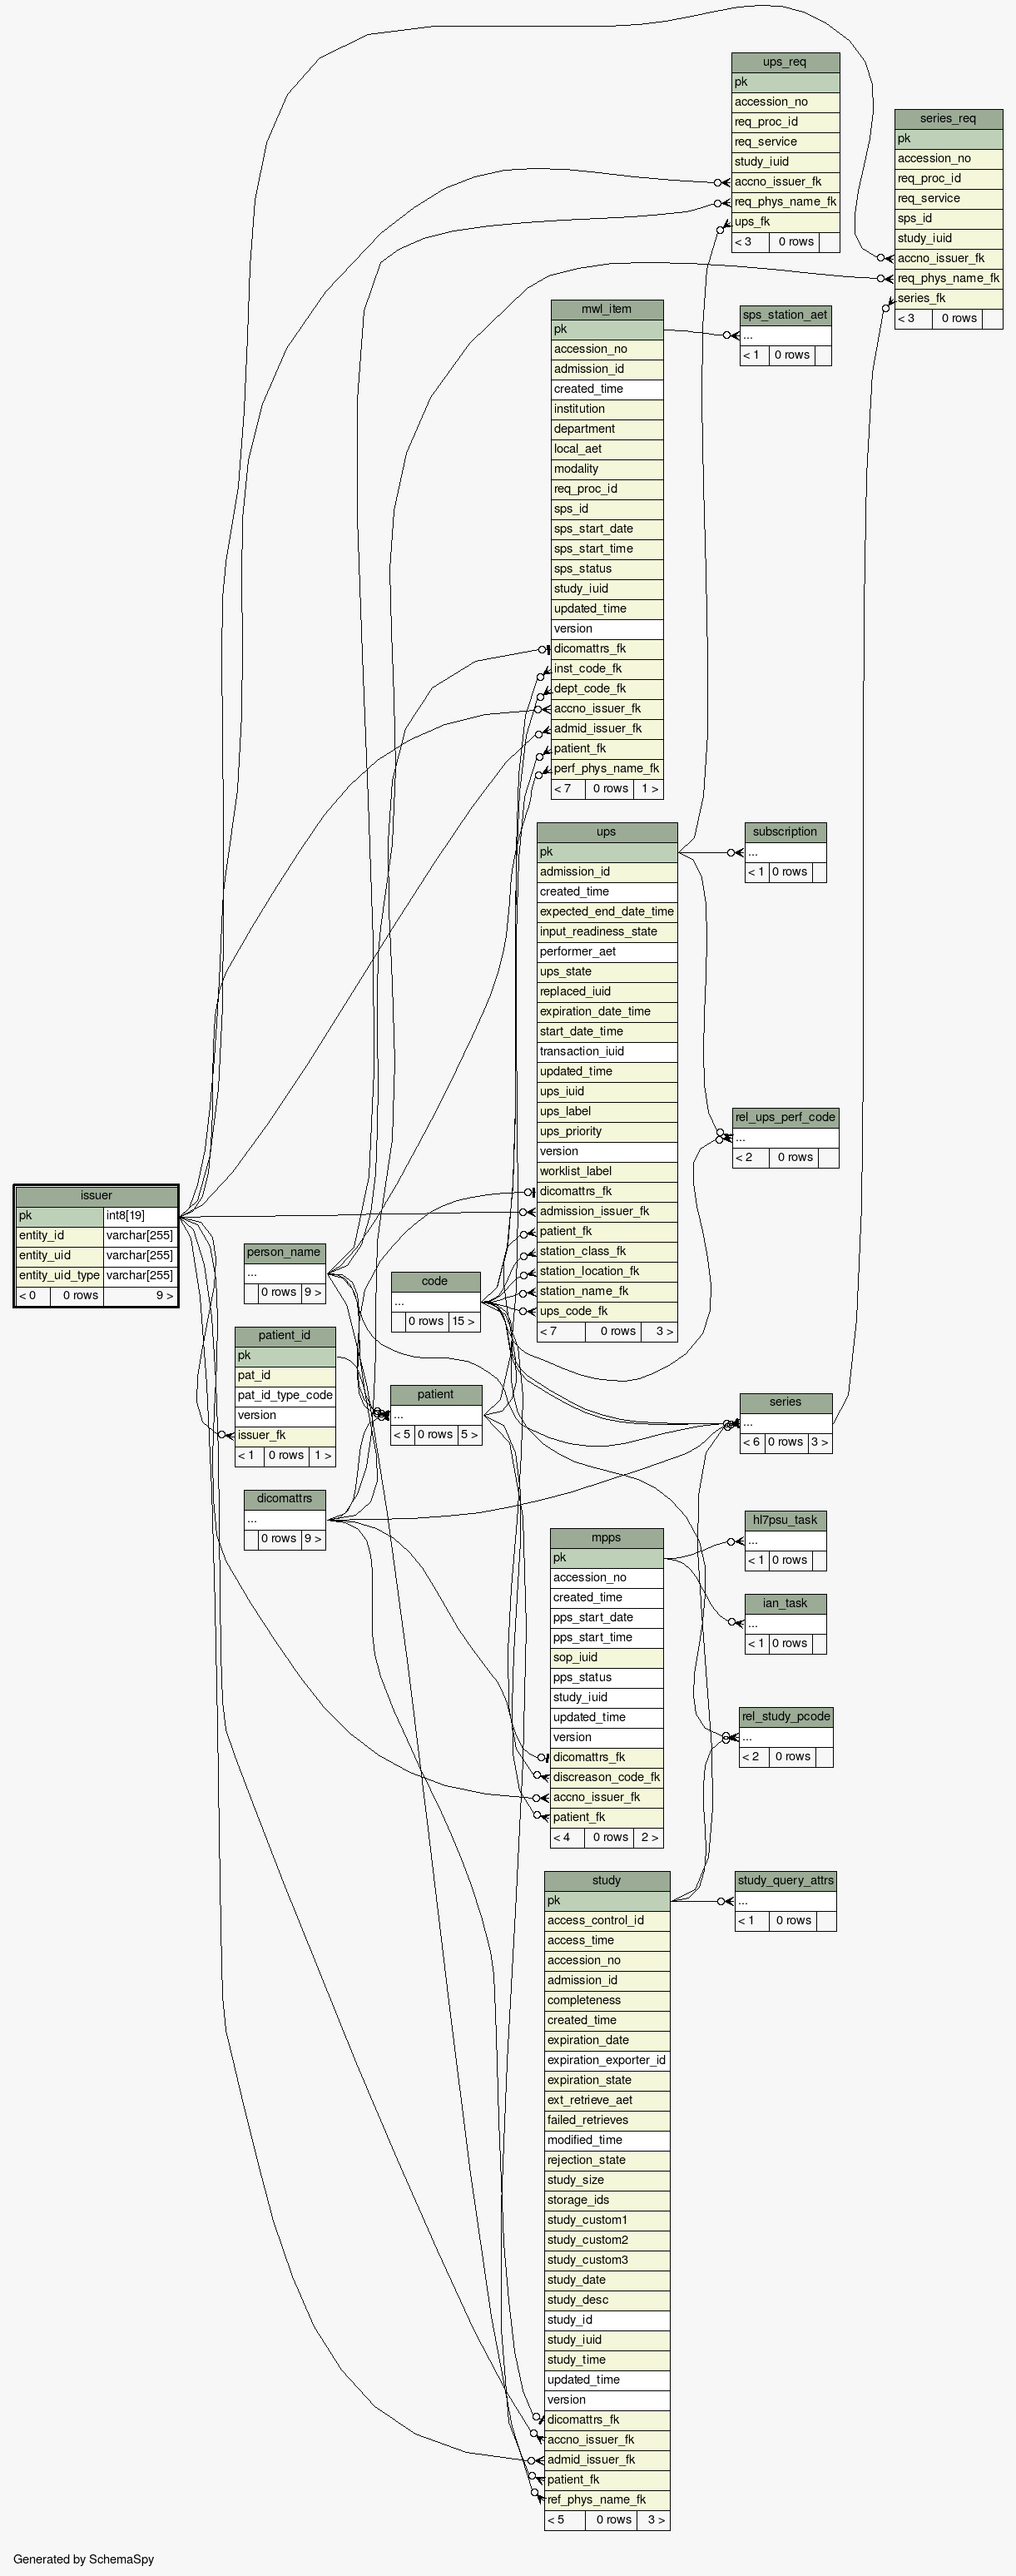 ups_req
pk
accession_no
req_proc_id
req_service
study_iuid
accno_issuer_fk
req_phys_name_fk
ups_fk
< 3 0 rows
series_req
pk
accession_no
req_proc_id
req_service
sps_id
study_iuid
accno_issuer_fk
req_phys_name_fk
series_fk
< 3 0 rows
mwl_item
pk
accession_no
admission_id
created_time
institution
department
local_aet
modality
req_proc_id
sps_id
sps_start_date
sps_start_time
sps_status
study_iuid
updated_time
version
dicomattrs_fk
inst_code_fk
dept_code_fk
accno_issuer_fk
admid_issuer_fk
patient_fk
perf_phys_name_fk
< 7 0 rows 1 >
sps_station_aet
...
< 1 0 rows
ups
pk
admission_id
created_time
expected_end_date_time
input_readiness_state
performer_aet
ups_state
replaced_iuid
expiration_date_time
start_date_time
transaction_iuid
updated_time
ups_iuid
ups_label
ups_priority
version
worklist_label
dicomattrs_fk
admission_issuer_fk
patient_fk
station_class_fk
station_location_fk
station_name_fk
ups_code_fk
< 7 0 rows 3 >
subscription
...
< 1 0 rows
rel_ups_perf_code
...
< 2 0 rows
issuer
pk int8[19]
entity_id varchar[255]
entity_uid varchar[255]
entity_uid_type varchar[255]
< 0 0 rows 9 >
person_name
...
0 rows 9 >
code
...
0 rows 15 >
patient_id
pk
pat_id
pat_id_type_code
version
issuer_fk
< 1 0 rows 1 >
patient
...
< 5 0 rows 5 >
series
...
< 6 0 rows 3 >
dicomattrs
...
0 rows 9 >
mpps
pk
accession_no
created_time
pps_start_date
pps_start_time
sop_iuid
pps_status
study_iuid
updated_time
version
dicomattrs_fk
discreason_code_fk
accno_issuer_fk
patient_fk
< 4 0 rows 2 >
hl7psu_task
...
< 1 0 rows
ian_task
...
< 1 0 rows
rel_study_pcode
...
< 2 0 rows
study
pk
access_control_id
access_time
accession_no
admission_id
completeness
created_time
expiration_date
expiration_exporter_id
expiration_state
ext_retrieve_aet
failed_retrieves
modified_time
rejection_state
study_size
storage_ids
study_custom1
study_custom2
study_custom3
study_date
study_desc
study_id
study_iuid
study_time
updated_time
version
dicomattrs_fk
accno_issuer_fk
admid_issuer_fk
patient_fk
ref_phys_name_fk
< 5 0 rows 3 >
study_query_attrs
...
< 1 0 rows
Generated by SchemaSpy